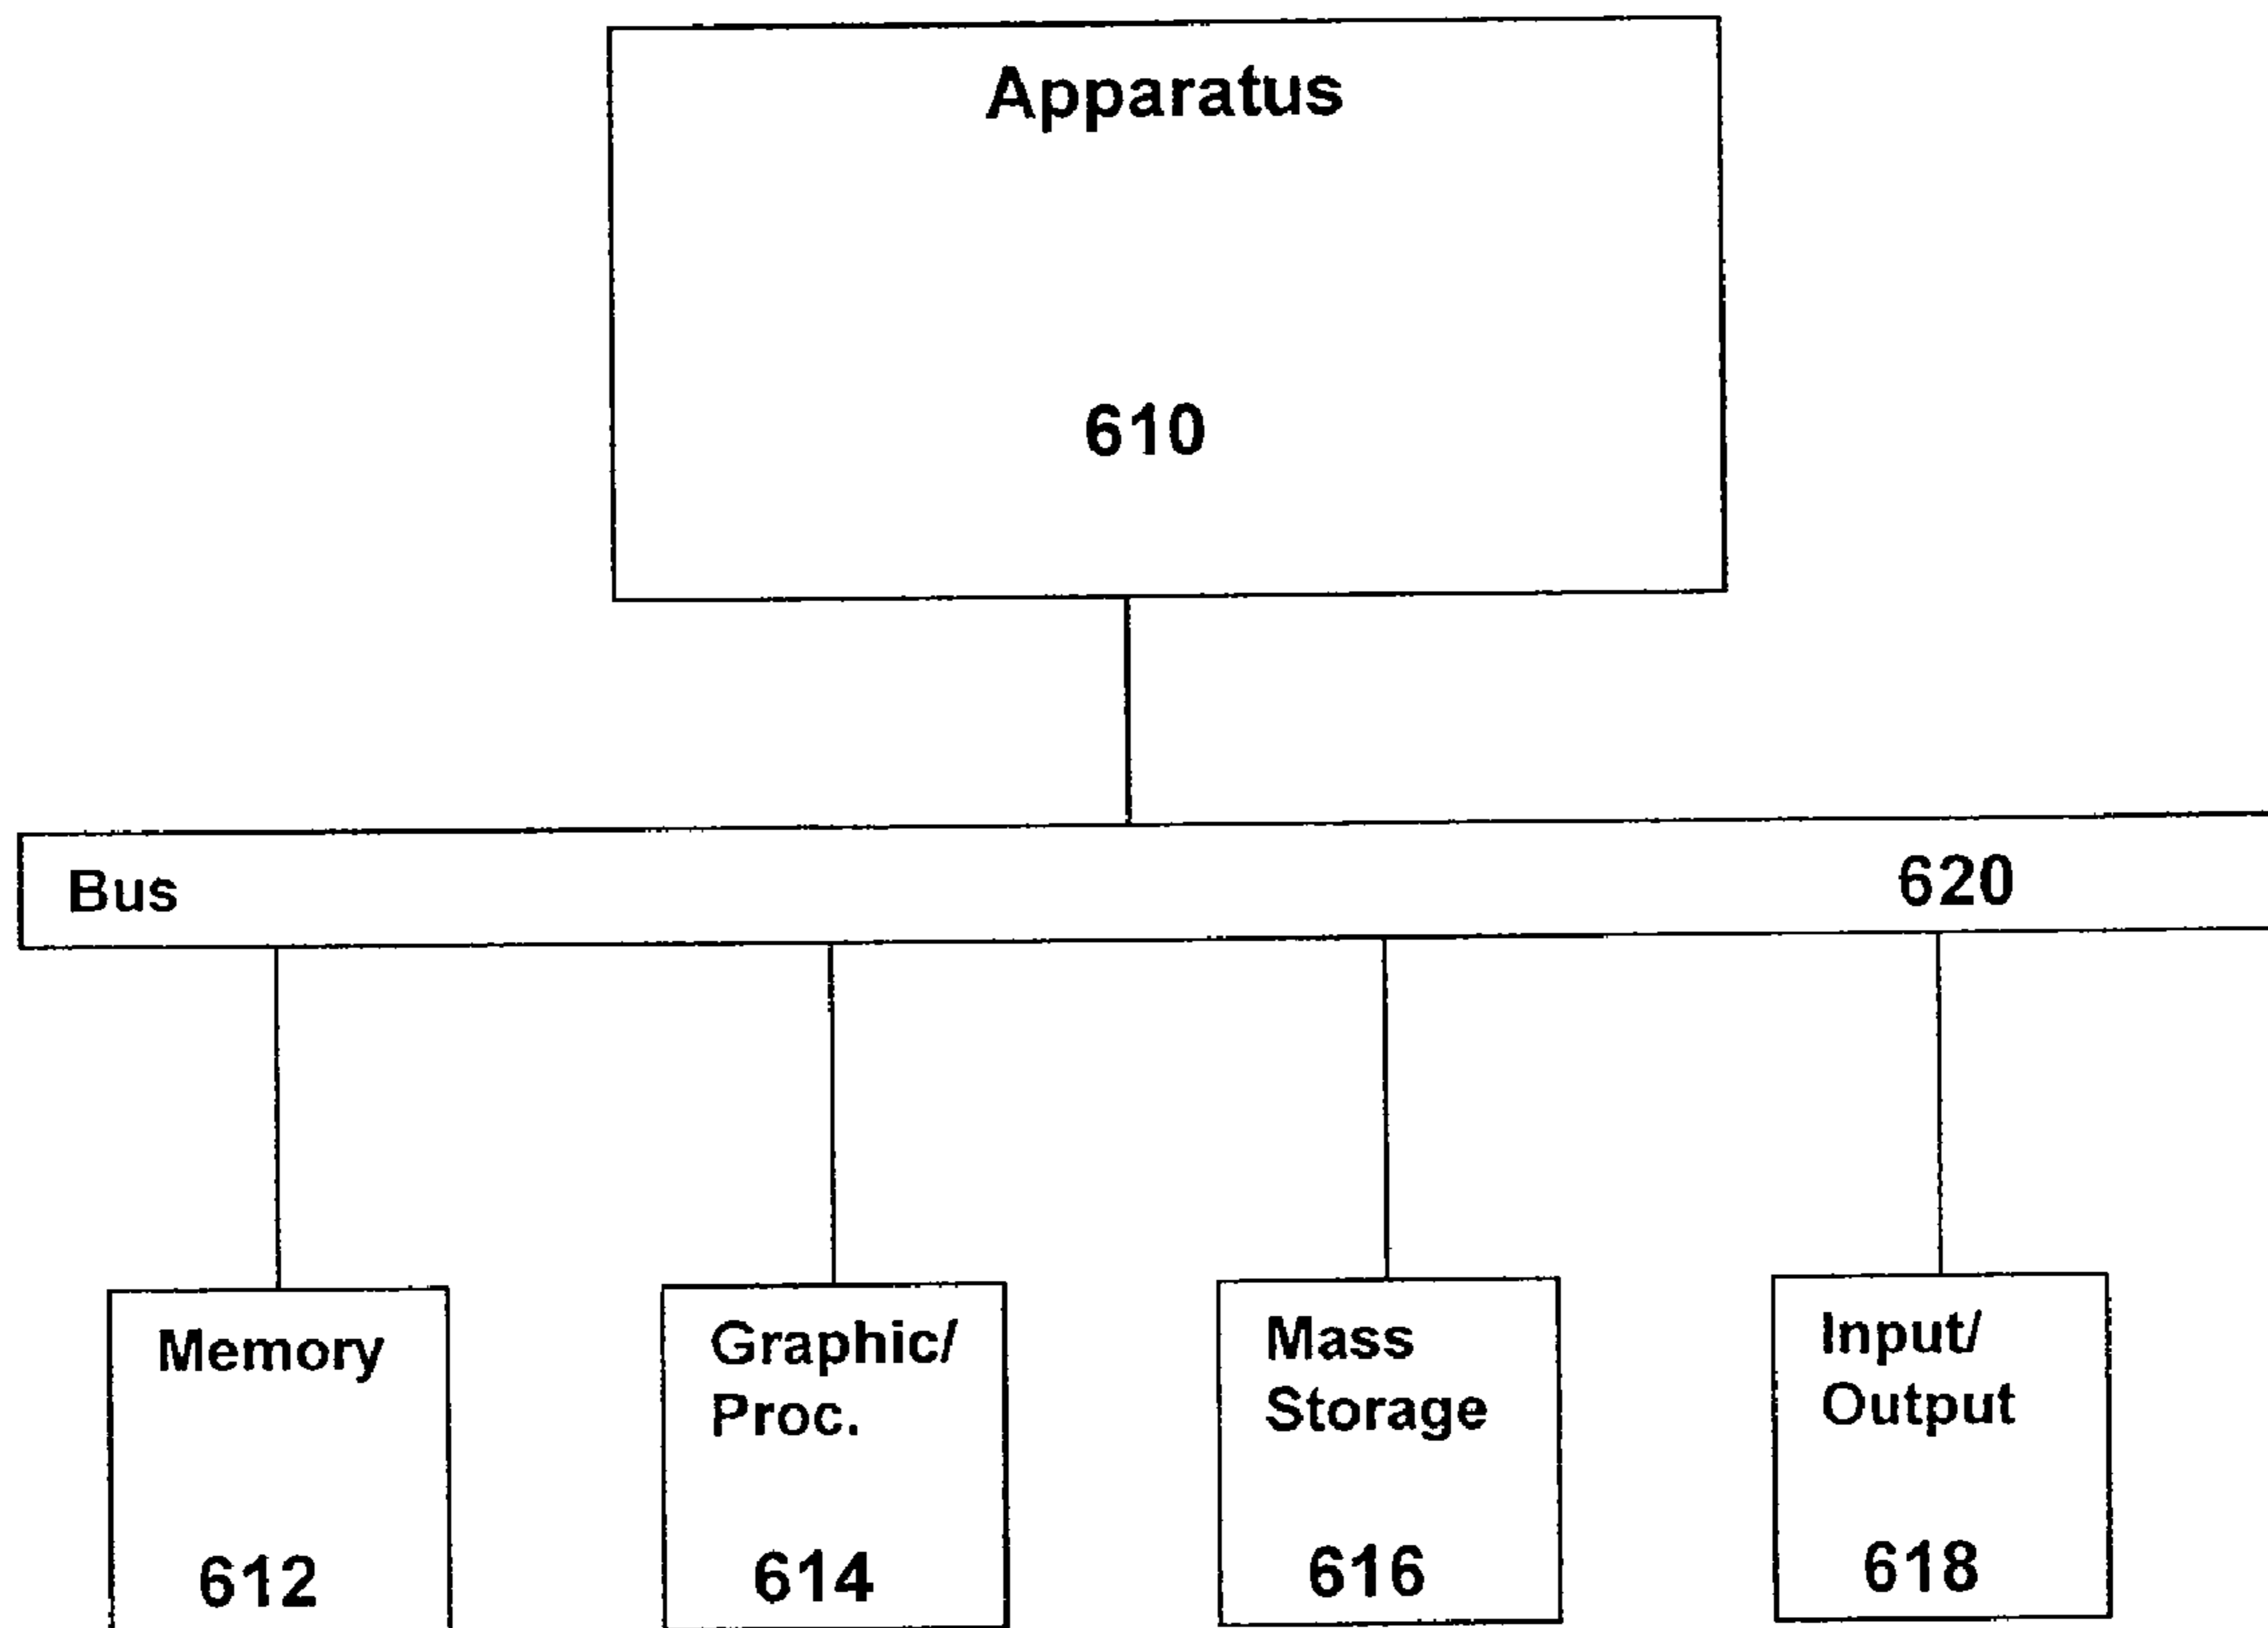 Apparatus
610
Bus 620
Memory
612
Graphic/
Proc.
614
Mass
Storage
616
Input/
Output
618